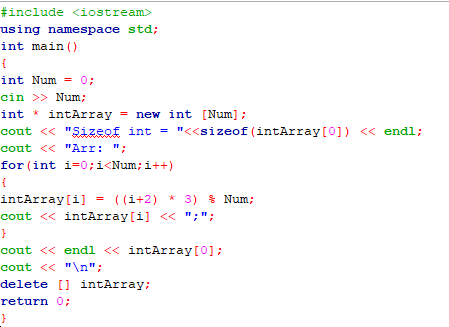 #include <iostream>
using namespace std;
int main()
{
int Num = 0;
cin >> Num;
int * intArray = new int [Num];
cout << "Sizeof int = "<<sizeof(intArray[0]) << endl;
cout << "Arr: ";
for(int i=0;i<Num;i++)
{
intArray[i] = ((i+2) * 3) % Num;
cout << intArray[i] << ";";
}
cout << endl << intArray[0];
cout << "\n";
delete [] intArray;
return 0;
}